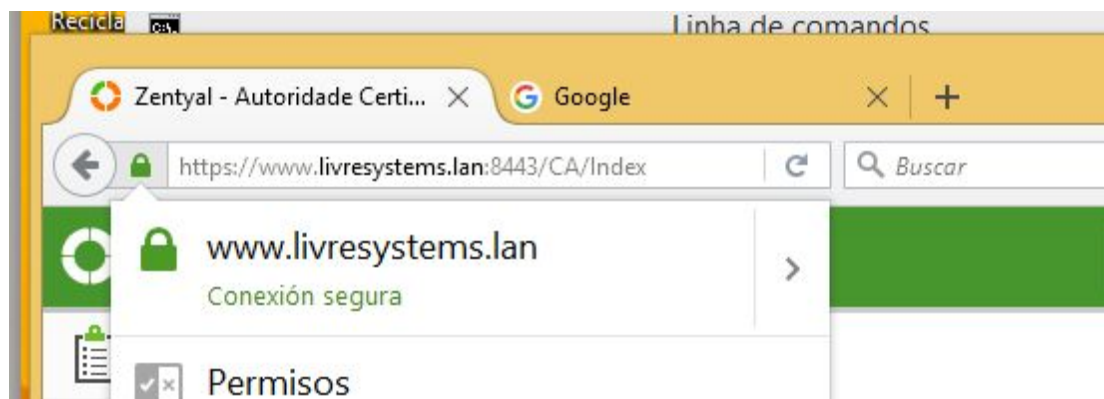 Recicla
Linha de comandos
Zentyal - Autoridade Certi...
Google
https://www.livresystems.lan:8443/CA/Index
Buscar
www.livresystems.lan
Conexión segura
Permisos